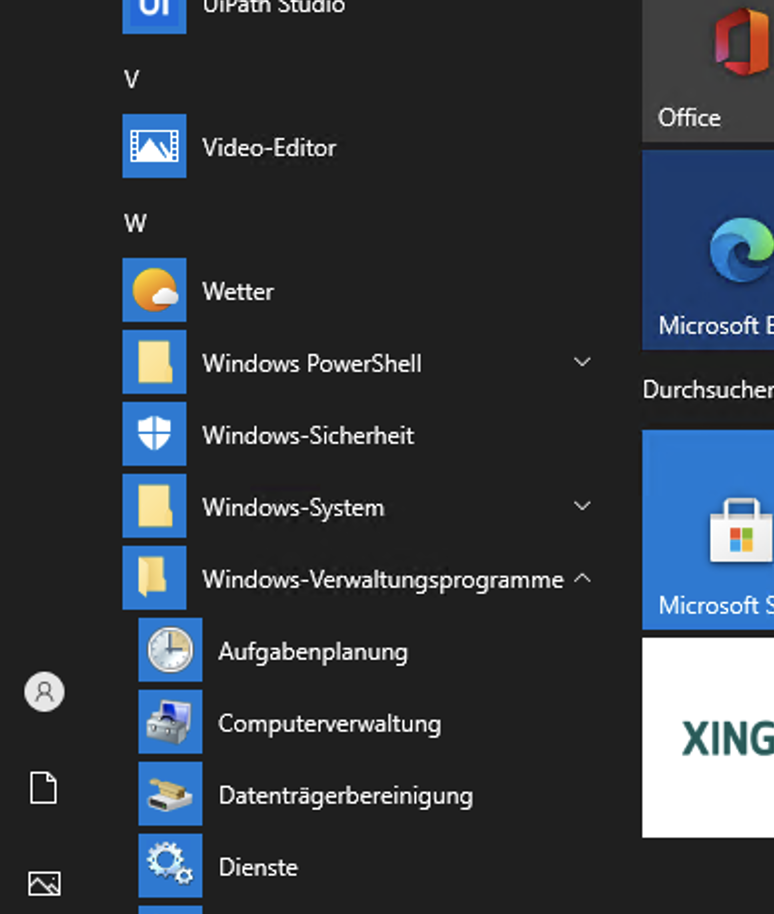 UiPath Studio
V
Video-Editor
W
Wetter
Windows PowerShell
Windows-Sicherheit
Windows-System
Windows-Verwaltungsprogramme
Aufgabenplanung
Computerverwaltung
Datenträgerbereinigung
Dienste
Office
Microsoft
Durchsuchen
Microsoft S
XING